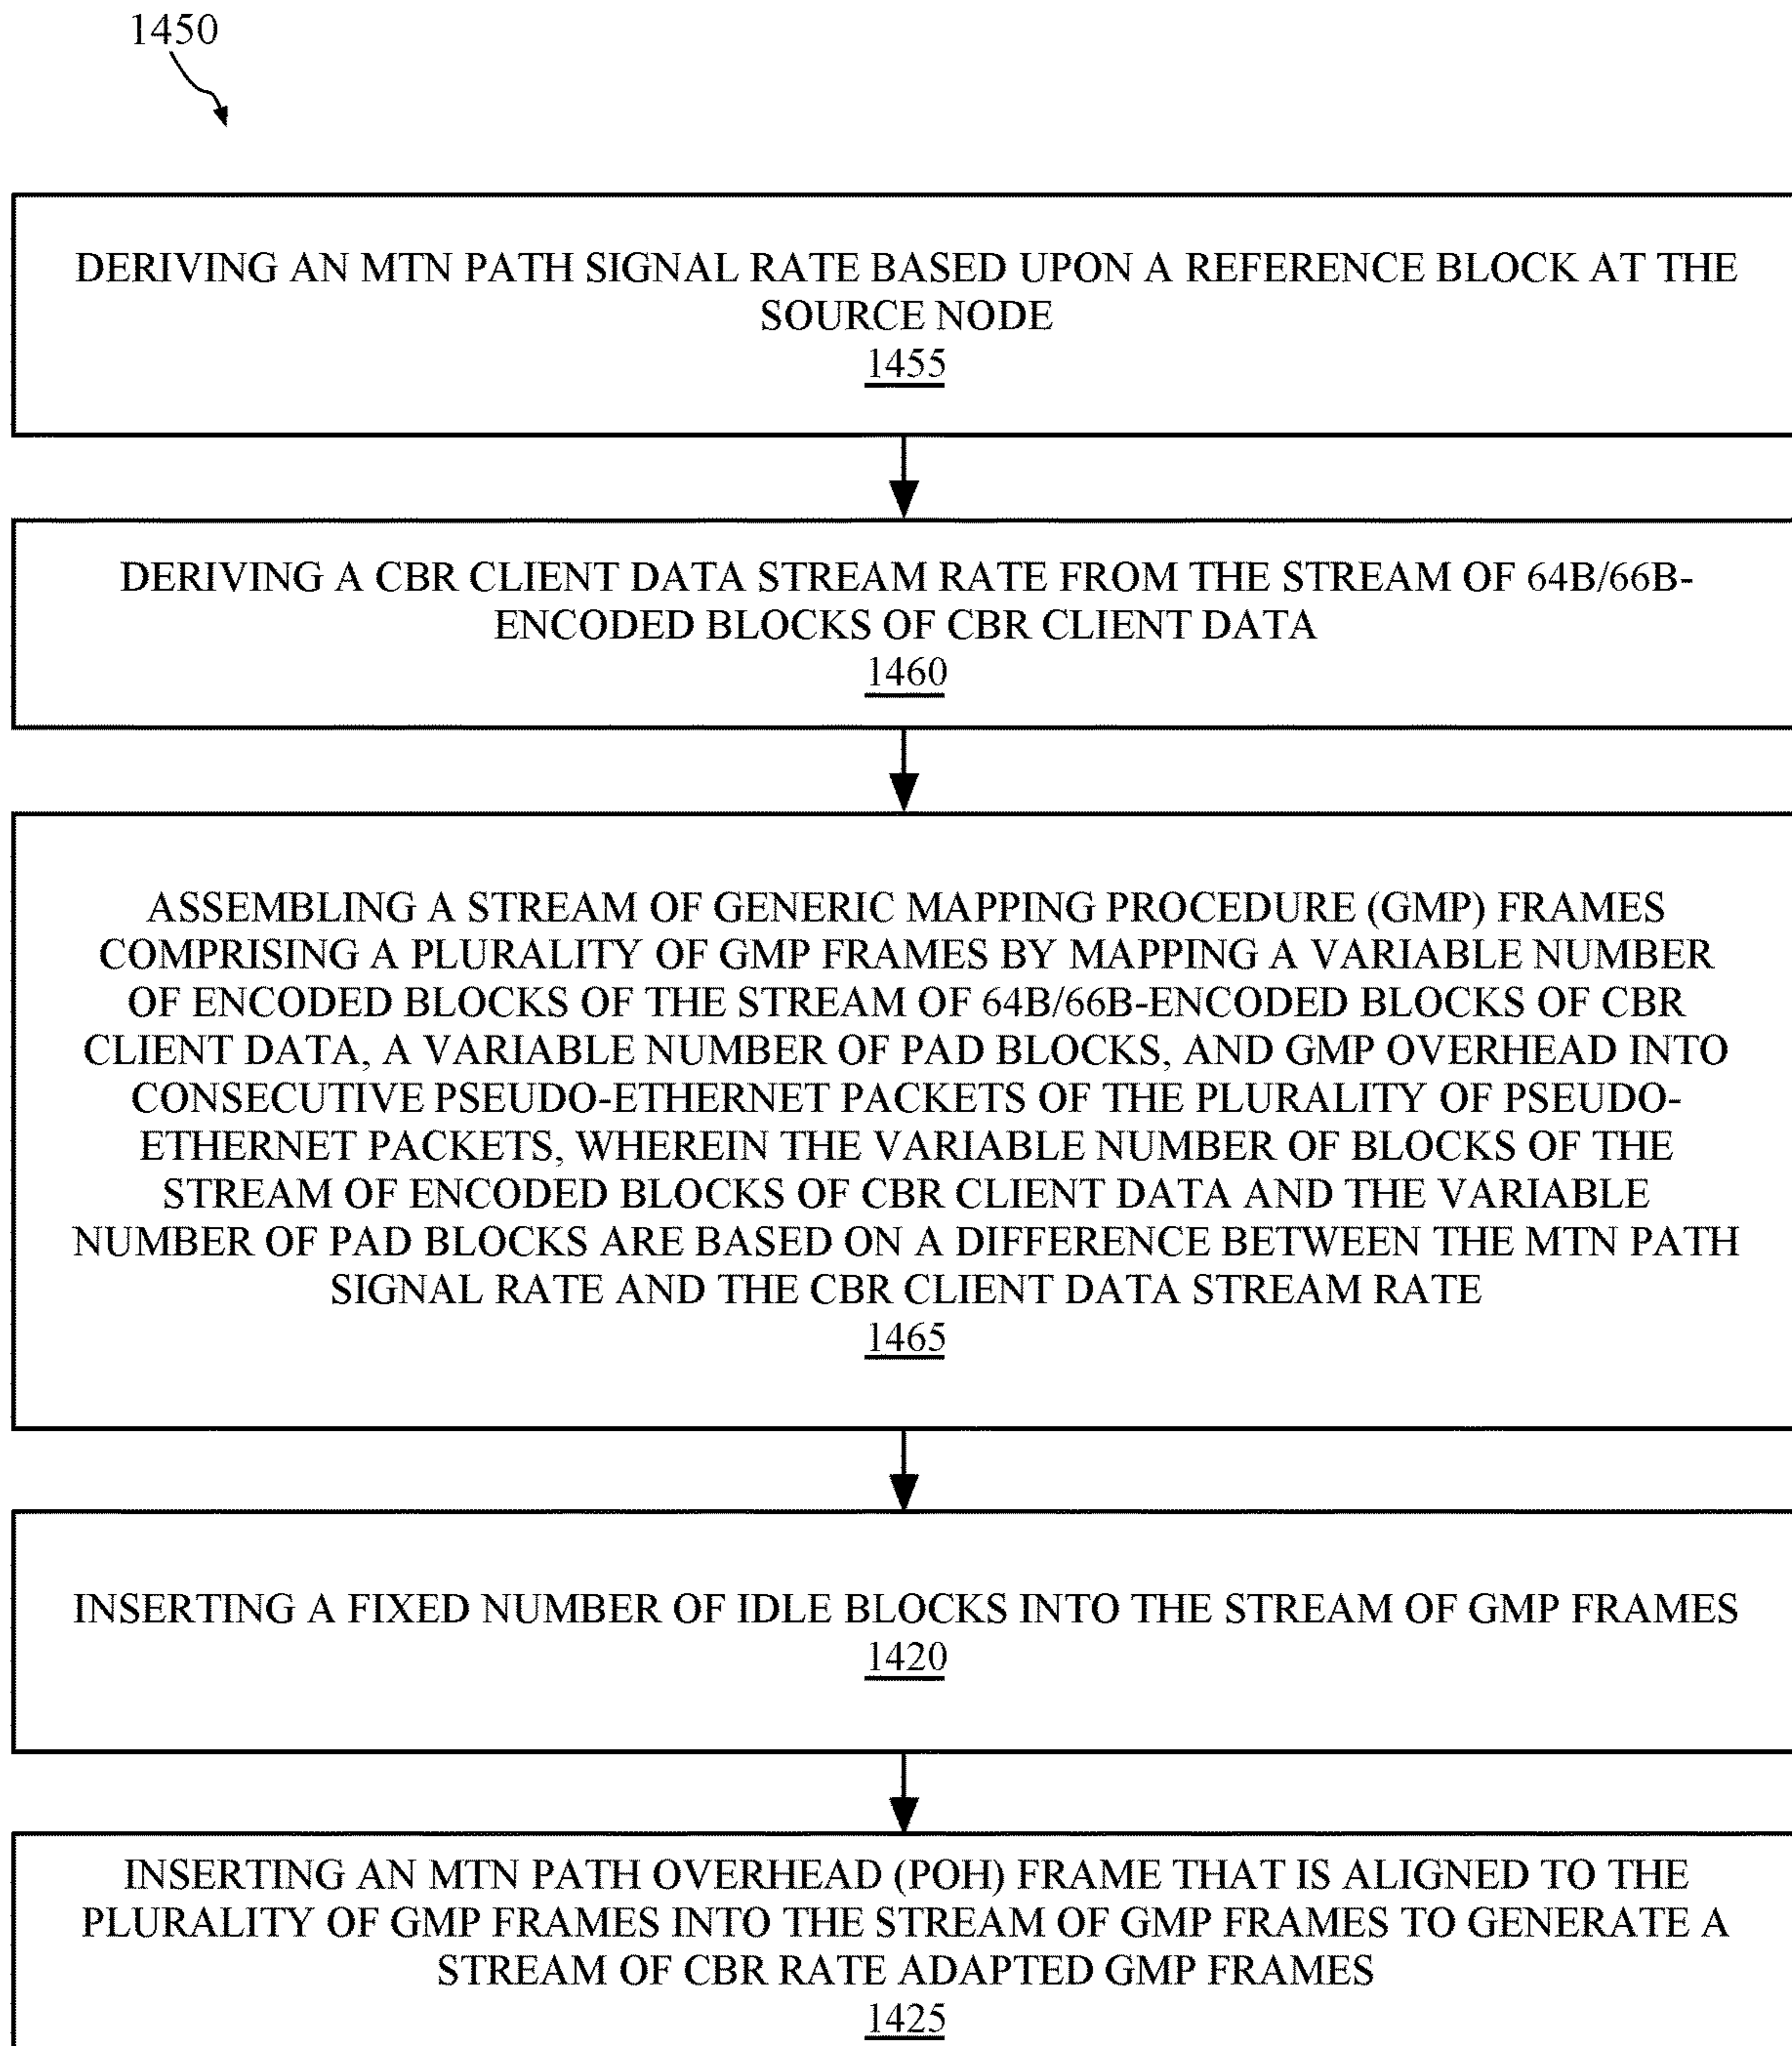 1450
DERIVING AN MTN PATH SIGNAL RATE BASED UPON A REFERENCE BLOCK AT THE
SOURCE NODE
1455
DERIVING A CBR CLIENT DATA STREAM RATE FROM THE STREAM OF 64B/66B-
ENCODED BLOCKS OF CBR CLIENT DATA
1460
ASSEMBLING A STREAM OF GENERIC MAPPING PROCEDURE (GMP) FRAMES
COMPRISING A PLURALITY OF GMP FRAMES BY MAPPING A VARIABLE NUMBER
OF ENCODED BLOCKS OF THE STREAM OF 64B/66B-ENCODED BLOCKS OF CBR
CLIENT DATA, A VARIABLE NUMBER OF PAD BLOCKS, AND GMP OVERHEAD INTO
CONSECUTIVE PSEUDO-ETHERNET PACKETS OF THE PLURALITY OF PSEUDO-
ETHERNET PACKETS, WHEREIN THE VARIABLE NUMBER OF BLOCKS OF THE
STREAM OF ENCODED BLOCKS OF CBR CLIENT DATA AND THE VARIABLE
NUMBER OF PAD BLOCKS ARE BASED ON A DIFFERENCE BETWEEN THE MTN PATH
SIGNAL RATE AND THE CBR CLIENT DATA STREAM RATE
1465
INSERTING A FIXED NUMBER OF IDLE BLOCKS INTO THE STREAM OF GMP FRAMES
1420
INSERTING AN MTN PATH OVERHEAD (POH) FRAME THAT IS ALIGNED TO THE
PLURALITY OF GMP FRAMES INTO THE STREAM OF GMP FRAMES TO GENERATE A
STREAM OF CBR RATE ADAPTED GMP FRAMES
1425